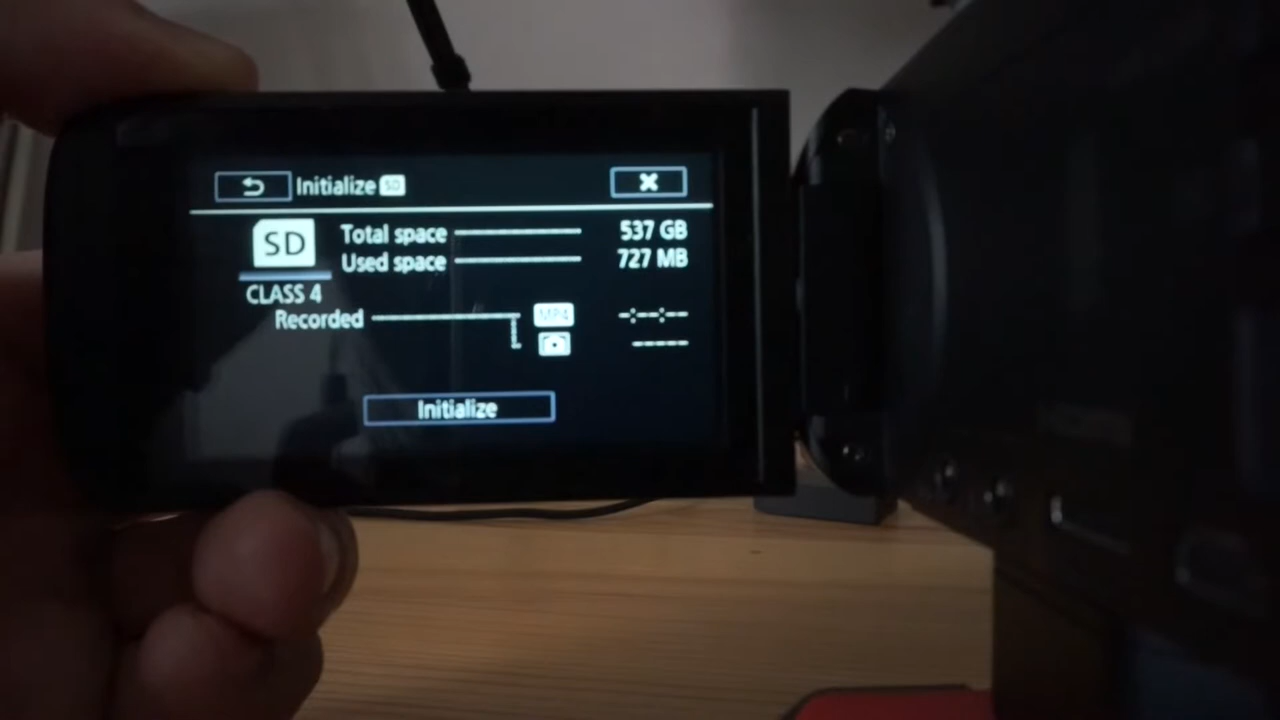 Initialize SD
SD
Total space 537 GB
Used space 727 MB
CLASS 4
Recorded MP4 --:--:--
-----
Initialize